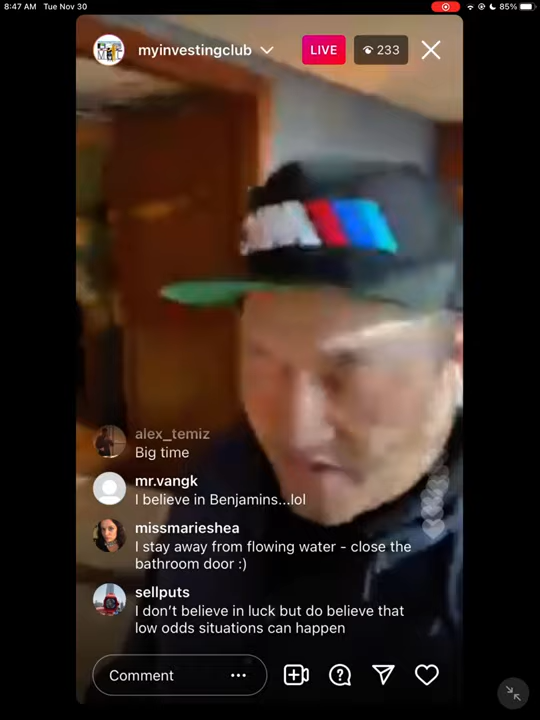 8:47 AM Tue Nov 30
85%
myinvestingclub
LIVE
233
alex_temiz
Big time
mr.vangk
I believe in Benjamins...lol
missmarieshea
I stay away from flowing water - close the
bathroom door :)
sellputs
I don't believe in luck but do believe that
low odds situations can happen
Comment